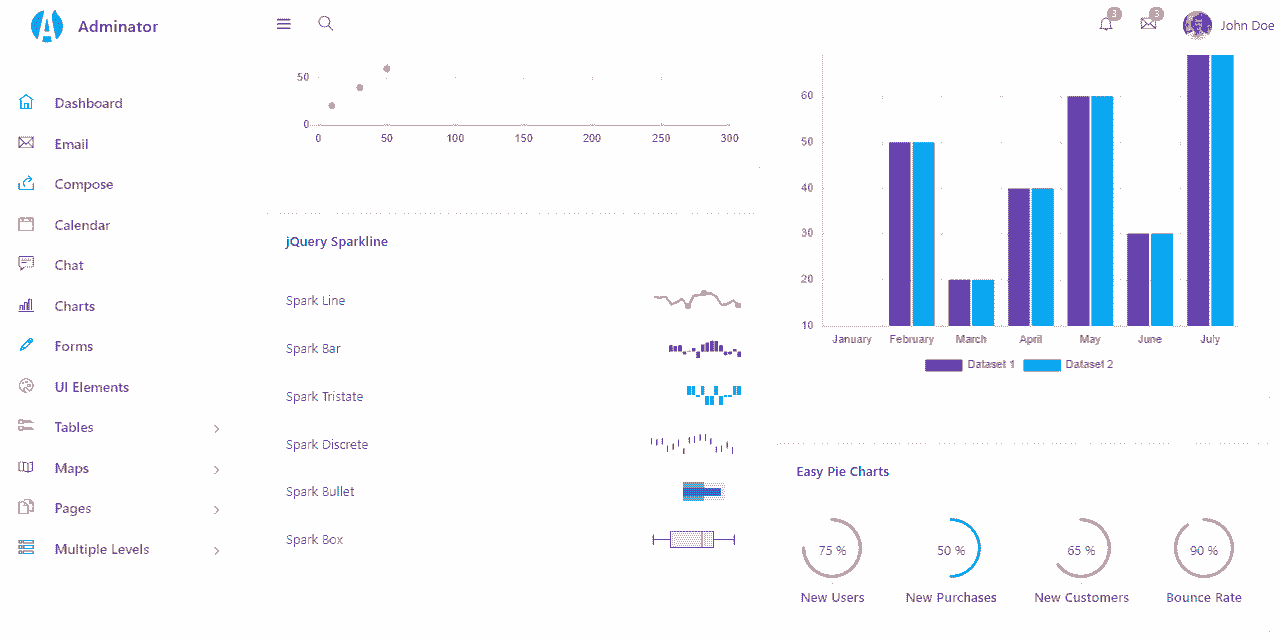 Adminator
3
3
John Doe
Dashboard
Email
Compose
Calendar
Chat
Charts
Forms
UI Elements
Tables
Maps
Pages
Multiple Levels
50
0
0 50 100 150 200 250 300
jQuery Sparkline
Spark Line
Spark Bar
Spark Tristate
Spark Discrete
Spark Bullet
Spark Box
60
50
40
30
20
10
January February March April May June July
Dataset 1 Dataset 2
Easy Pie Charts
75 % 50 % 65 % 90 %
New Users New Purchases New Customers Bounce Rate